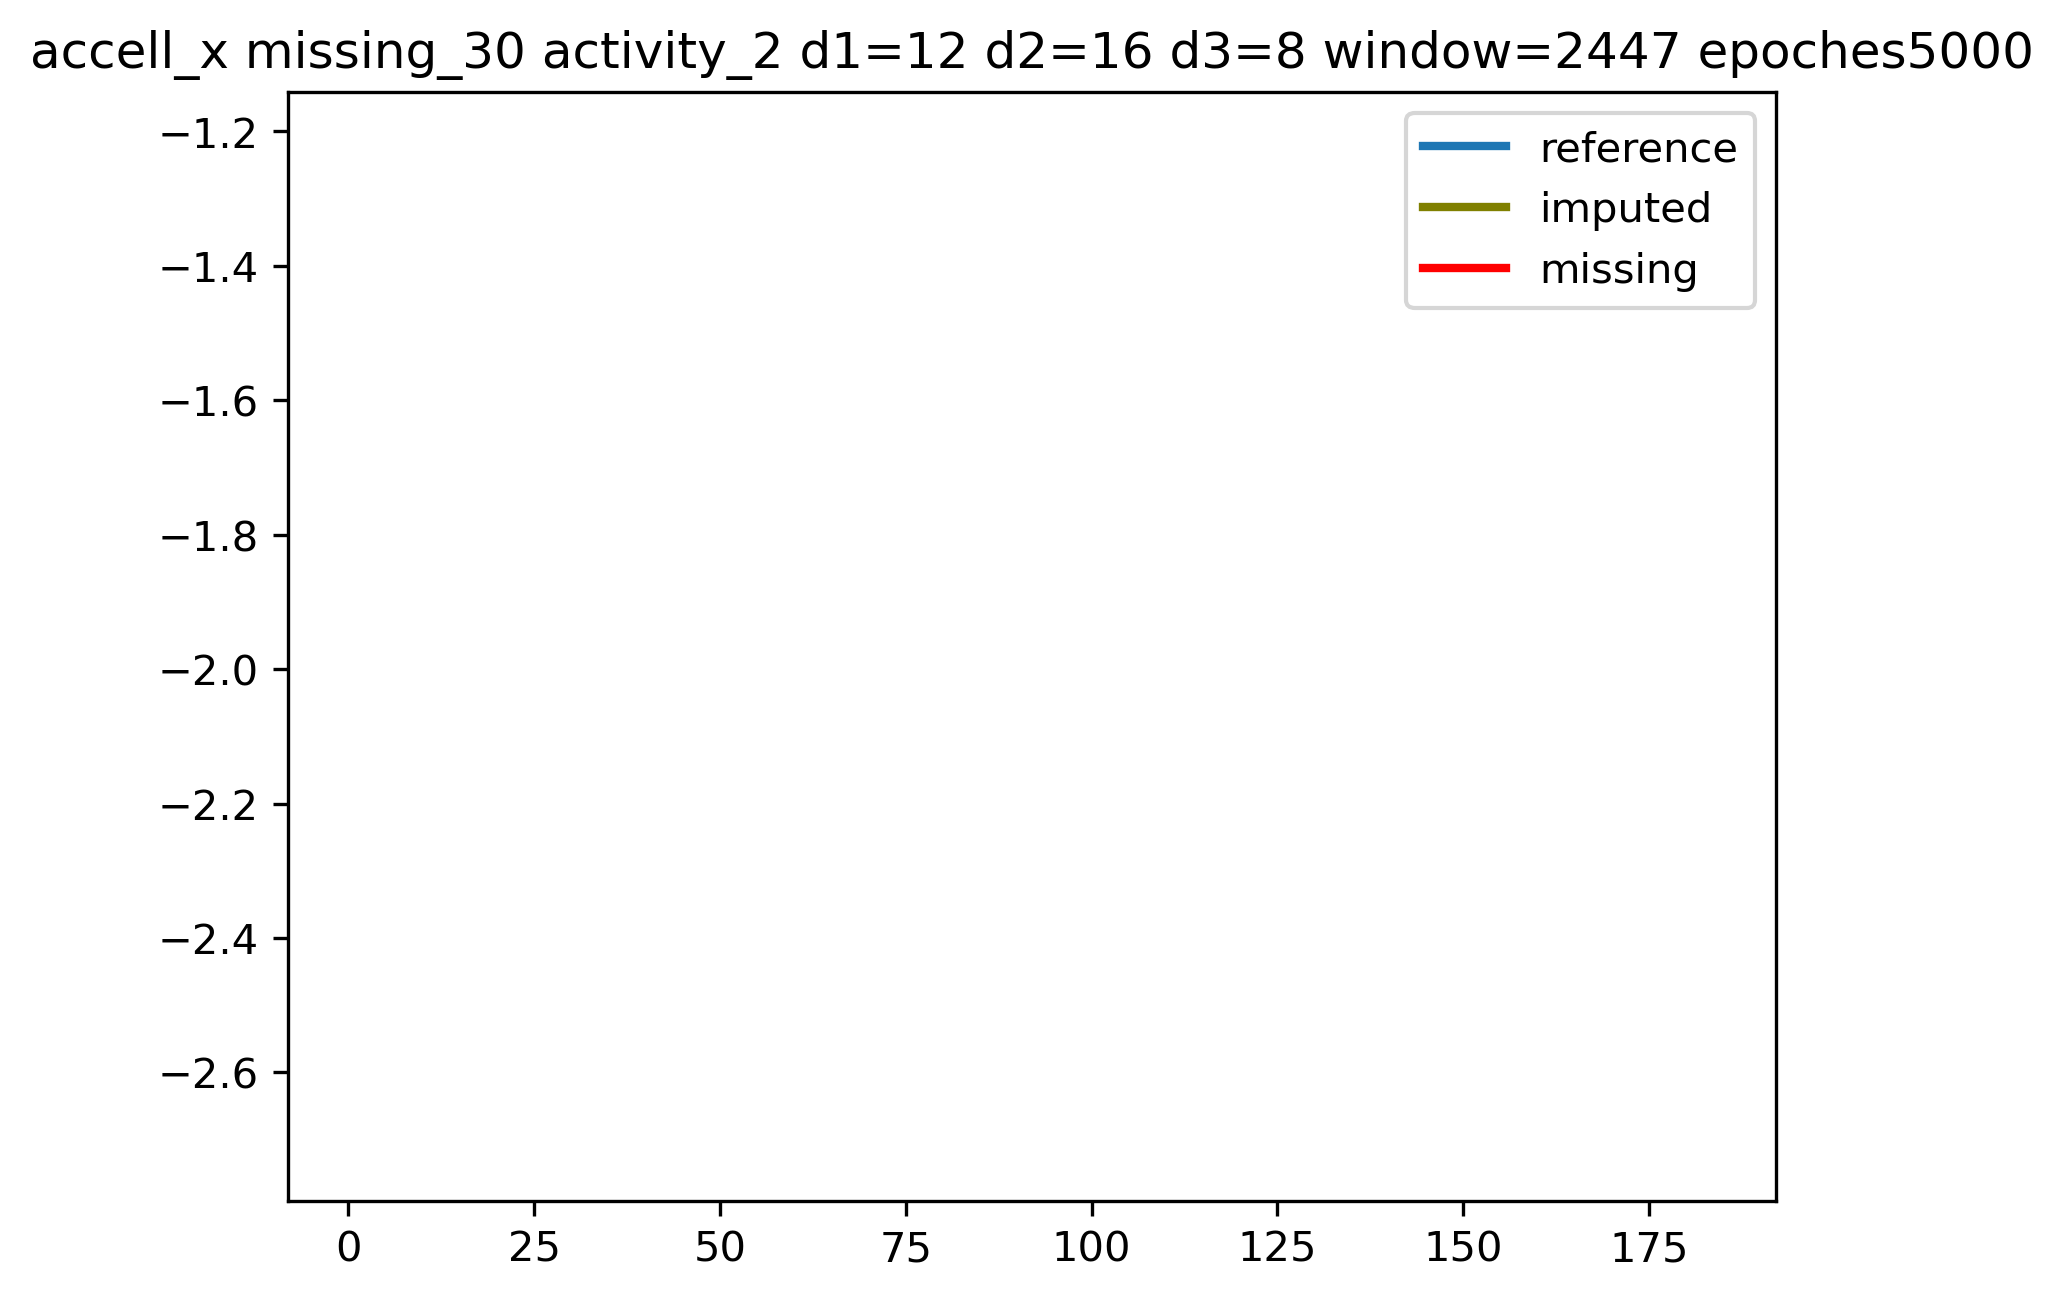 accell_x missing_30 activity_2 d1=12 d2=16 d3=8 window=2447 epoches5000
−1.2
−1.4
−1.6
−1.8
−2.0
−2.2
−2.4
−2.6
reference
imputed
missing
0 25 50 75 100 125 150 175